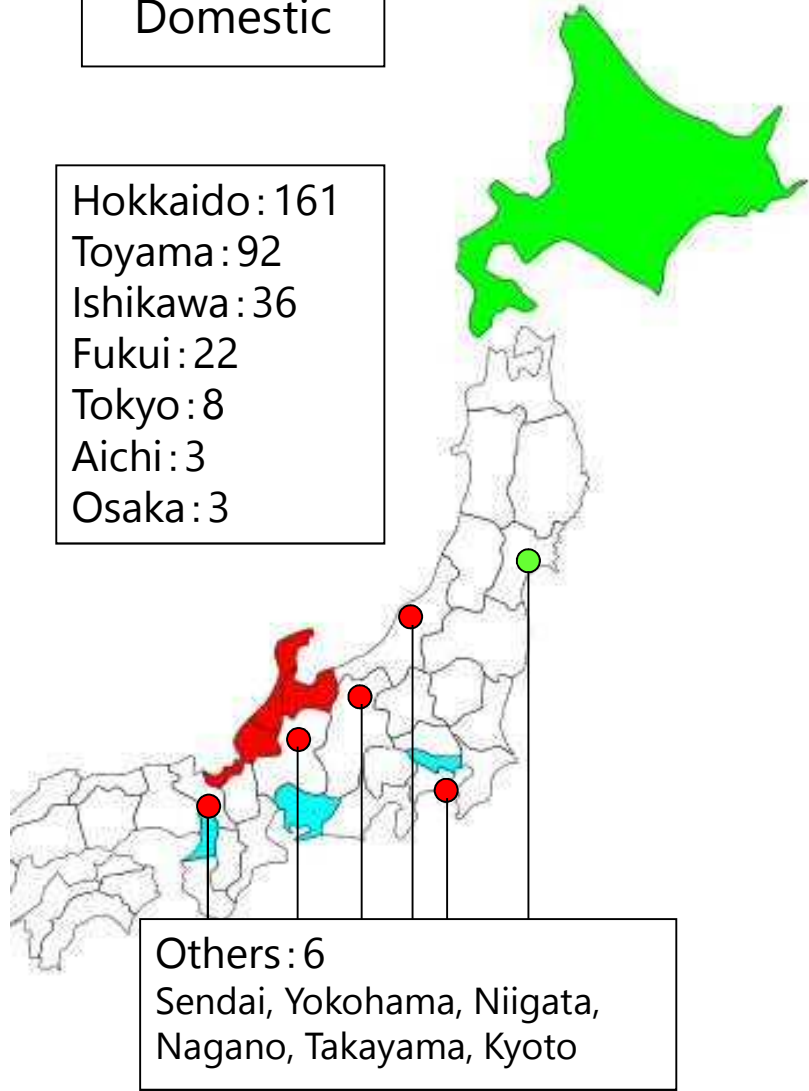 Domestic
Hokkaido : 161
Toyama : 92
Ishikawa : 36
Fukui : 22
Tokyo : 8
Aichi : 3
Osaka : 3
Others : 6
Sendai, Yokohama, Niigata,
Nagano, Takayama, Kyoto